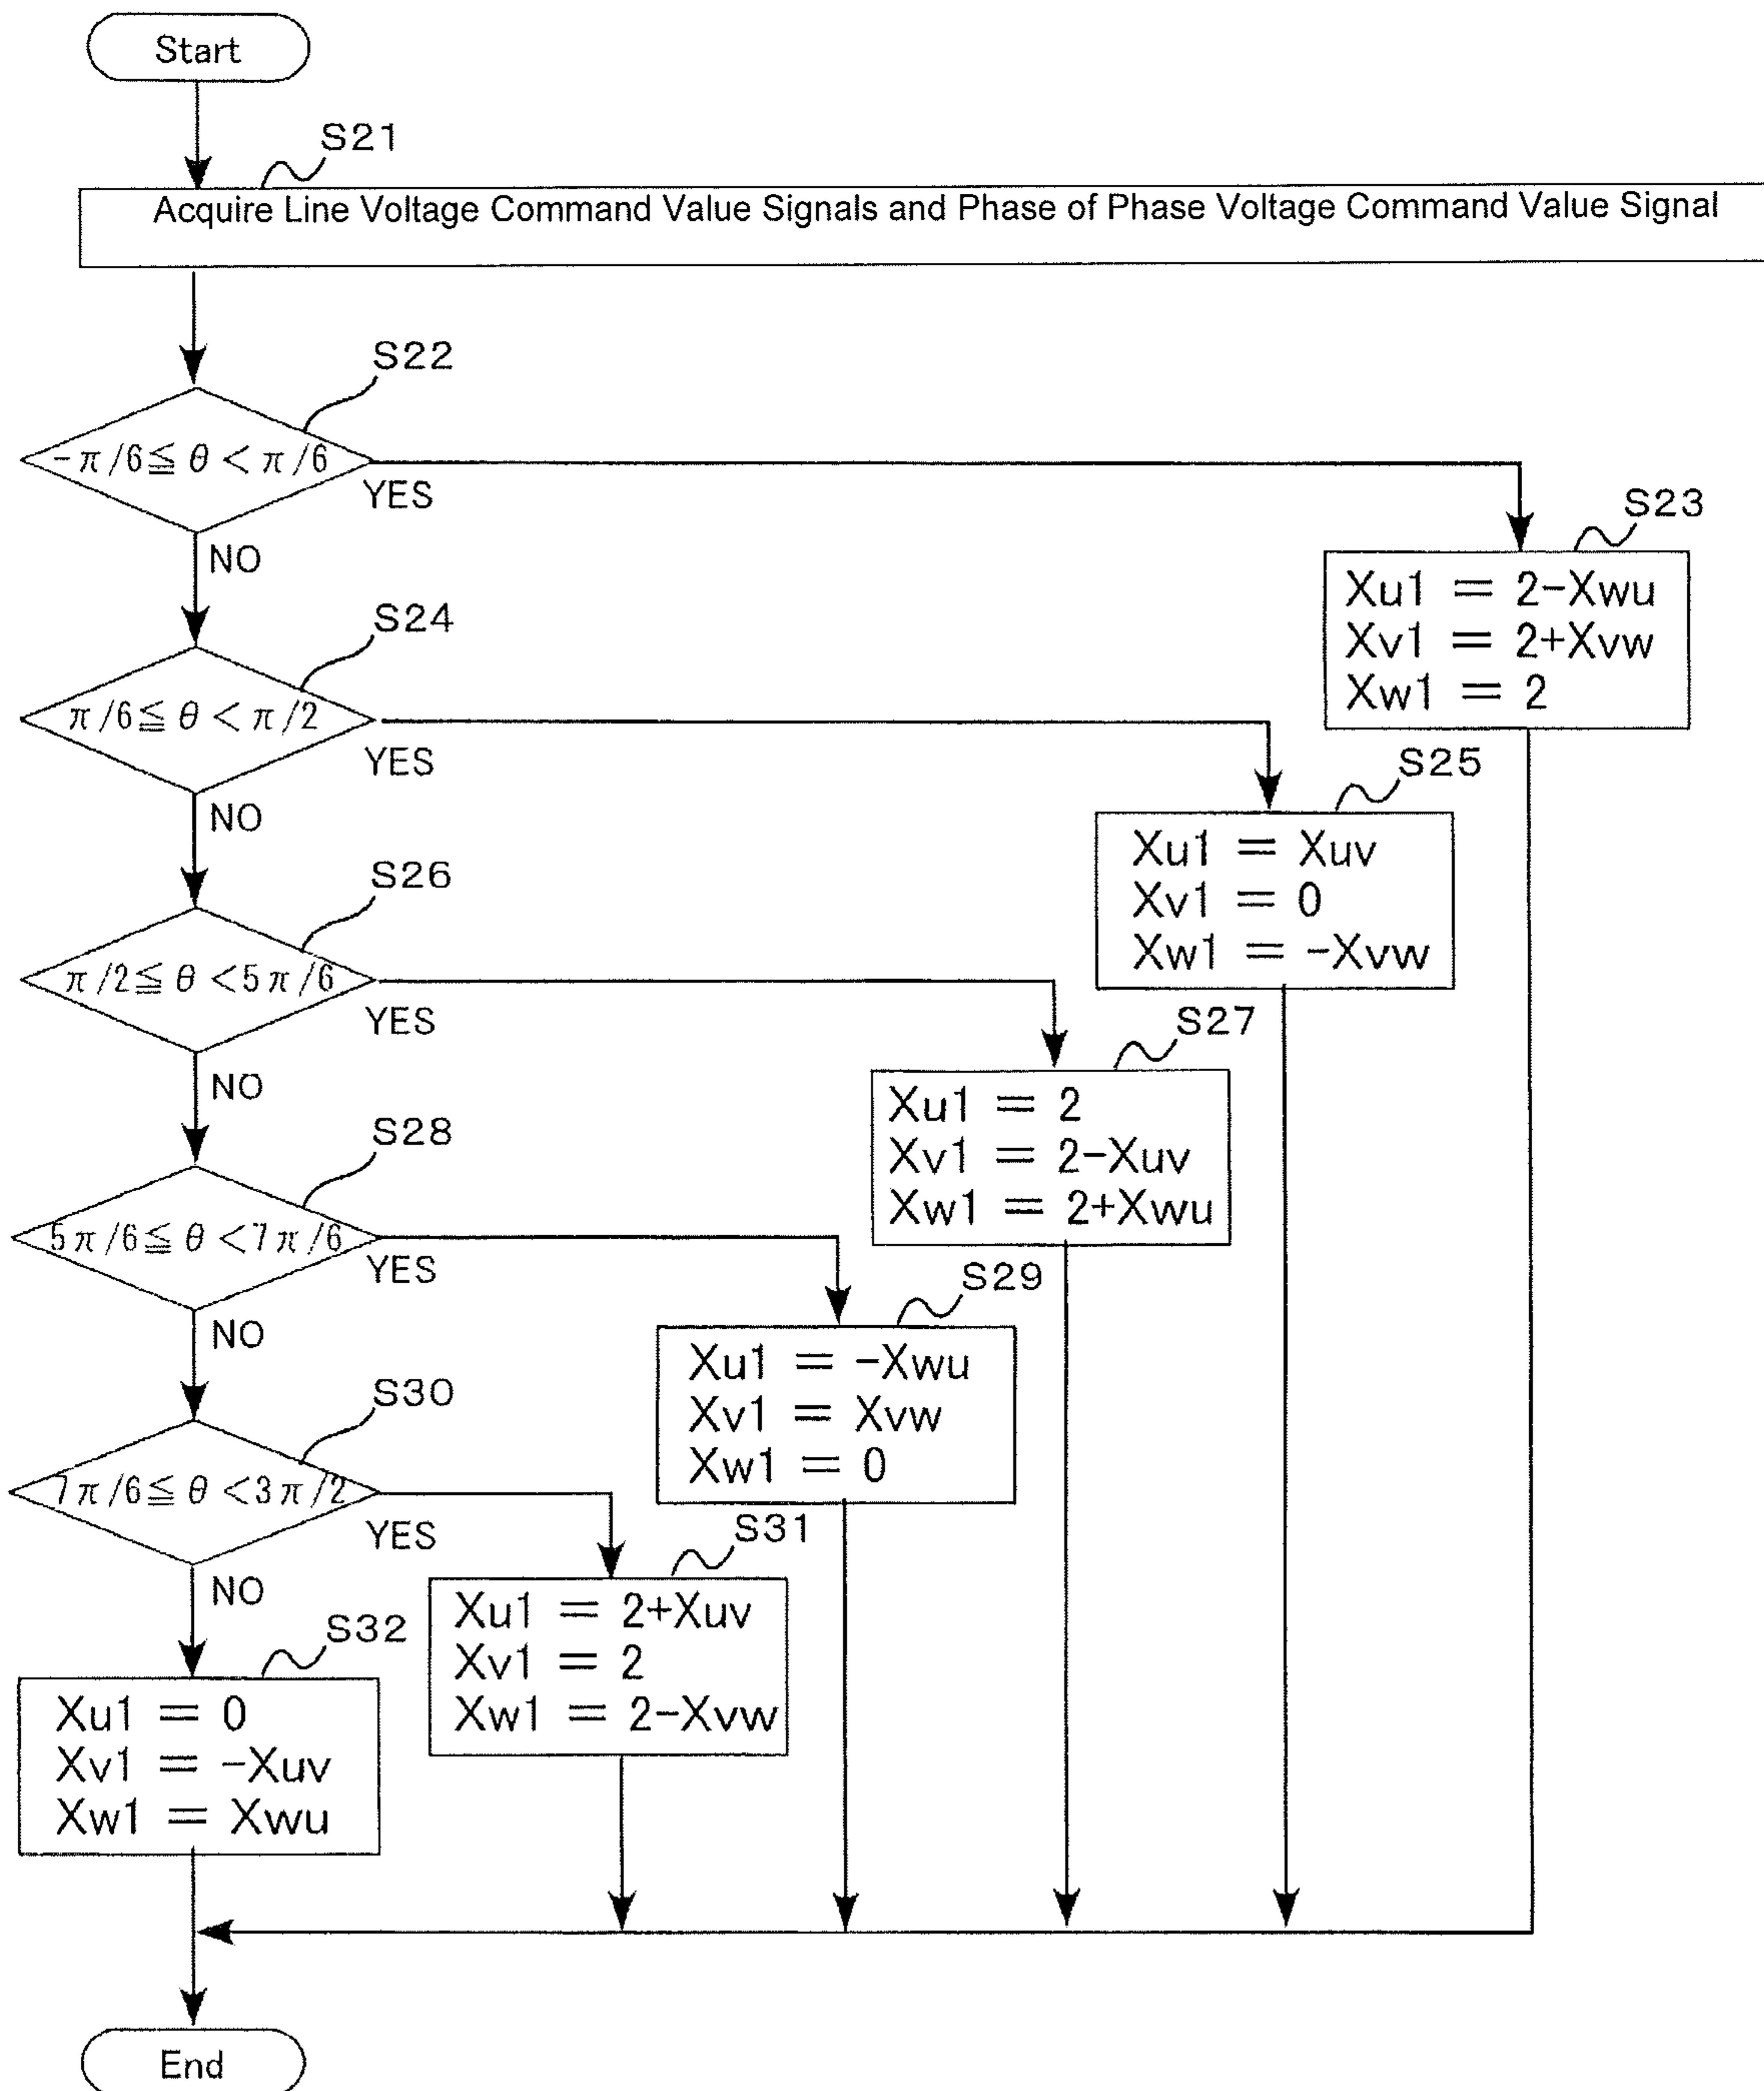 Start
S21
Acquire Line Voltage Command Value Signals and Phase of Phase Voltage Command Value Signal
S22
-π/6≦θ<π/6
YES
NO
S23
Xu1 = 2-Xwu
Xv1 = 2+Xvw
Xw1 = 2
S24
π/6≦θ<π/2
YES
NO
S25
Xu1 = Xuv
Xv1 = 0
Xw1 = -Xvw
S26
π/2≦θ<5π/6
YES
NO
S27
Xu1 = 2
Xv1 = 2-Xuv
Xw1 = 2+Xwu
S28
5π/6≦θ<7π/6
YES
NO
S29
Xu1 = -Xwu
Xv1 = Xvw
Xw1 = 0
S30
7π/6≦θ<3π/2
YES
NO
S31
Xu1 = 2+Xuv
Xv1 = 2
Xw1 = 2-Xvw
S32
Xu1 = 0
Xv1 = -Xuv
Xw1 = Xwu
End